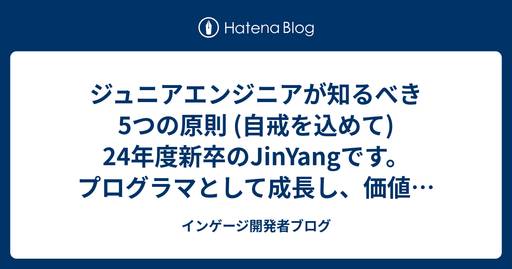 Hatena Blog
ジュニアエンジニアが知るべき
5つの原則 (自戒を込めて)
24年度新卒のJinYangです。
プログラマとして成長し、価値…
インゲージ開発者ブログ